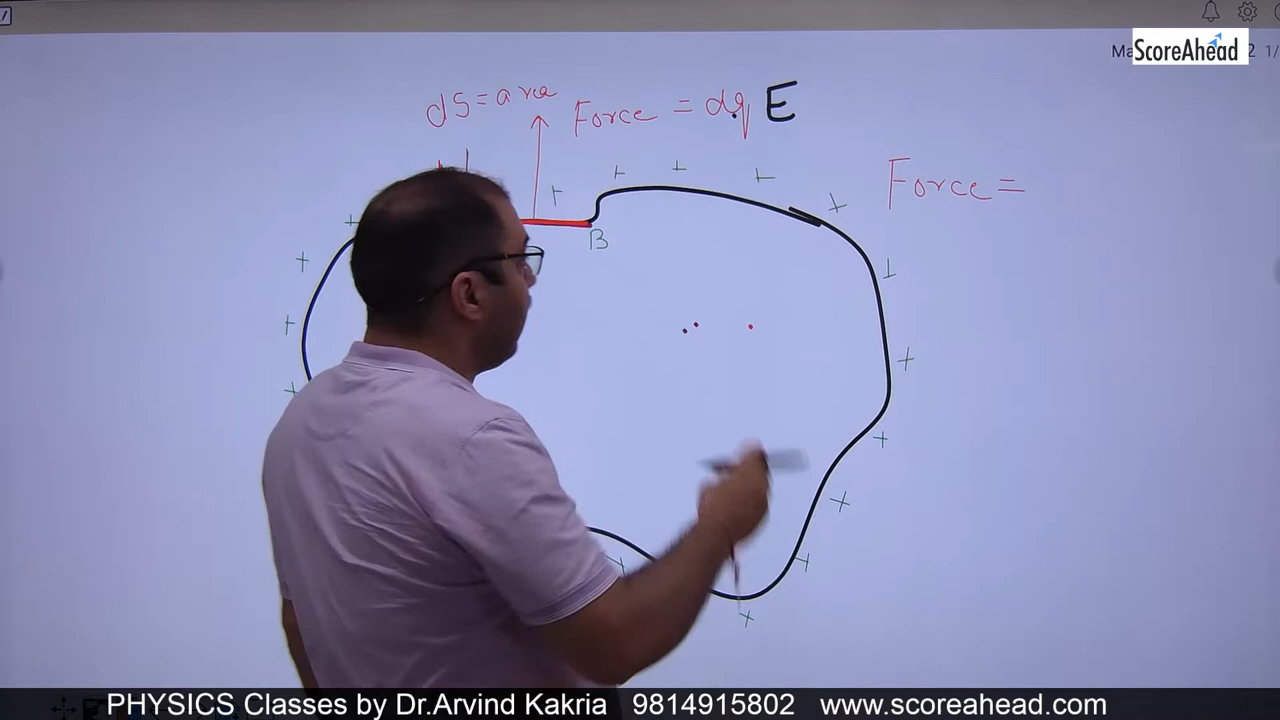 ScoreAhead
dS = area
Force = dq E
Force =
B
PHYSICS Classes by Dr.Arvind Kakria 9814915802 www.scoreahead.com